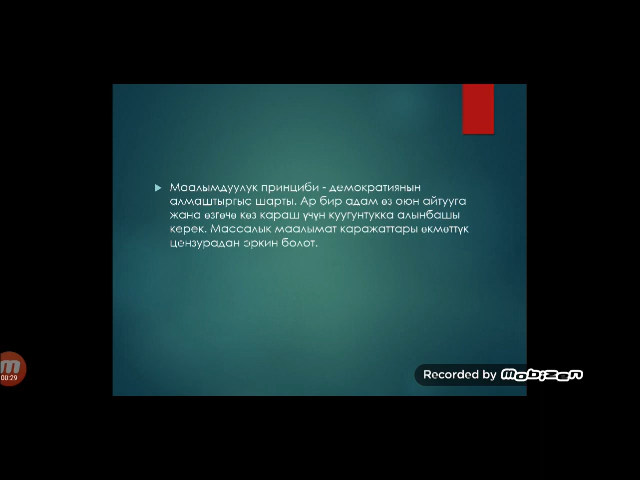 Маалымдуулук принциби - демократиянын
алмаштыргыс шарты. Ар бир адам өз оюн айтууга
жана өзгөчө көз караш үчүн куугунтукка алынбашы
керек. Массалык маалымат каражаттары өкмөттүк
цензурадан эркин болот.
Recorded by Mobizen
00:29